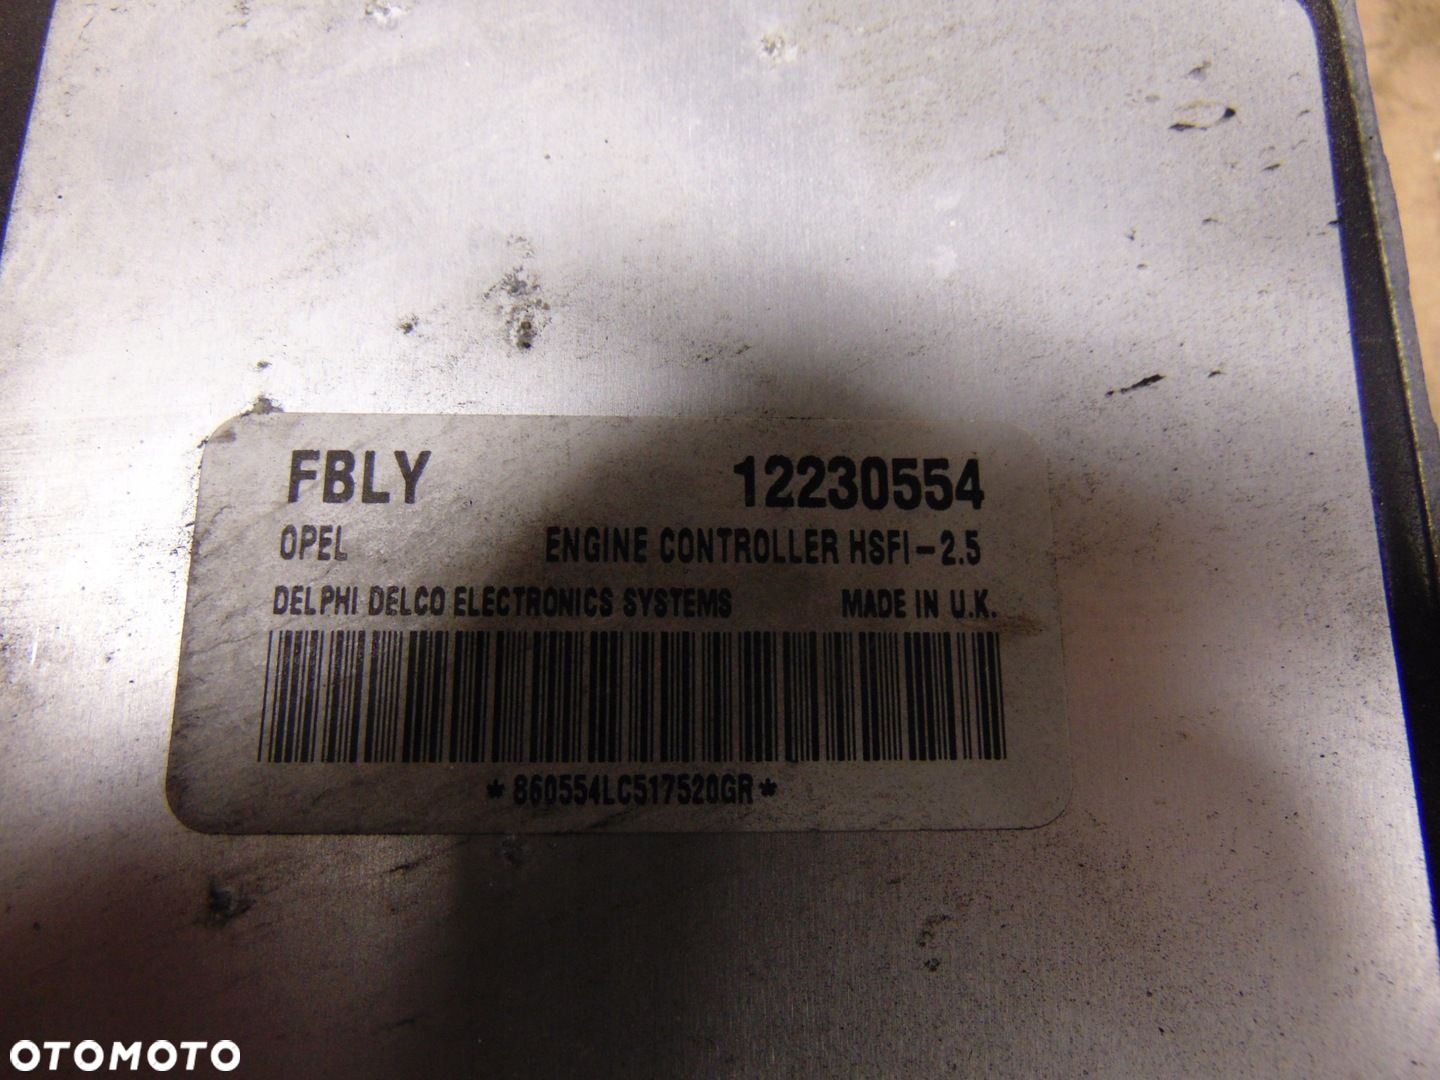 FBLY 12230554
OPEL ENGINE CONTROLLER HSFI-2.5
DELPHI DELCO ELECTRONICS SYSTEMS MADE IN U.K.
*860554LC517520GR*
OTOMOTO